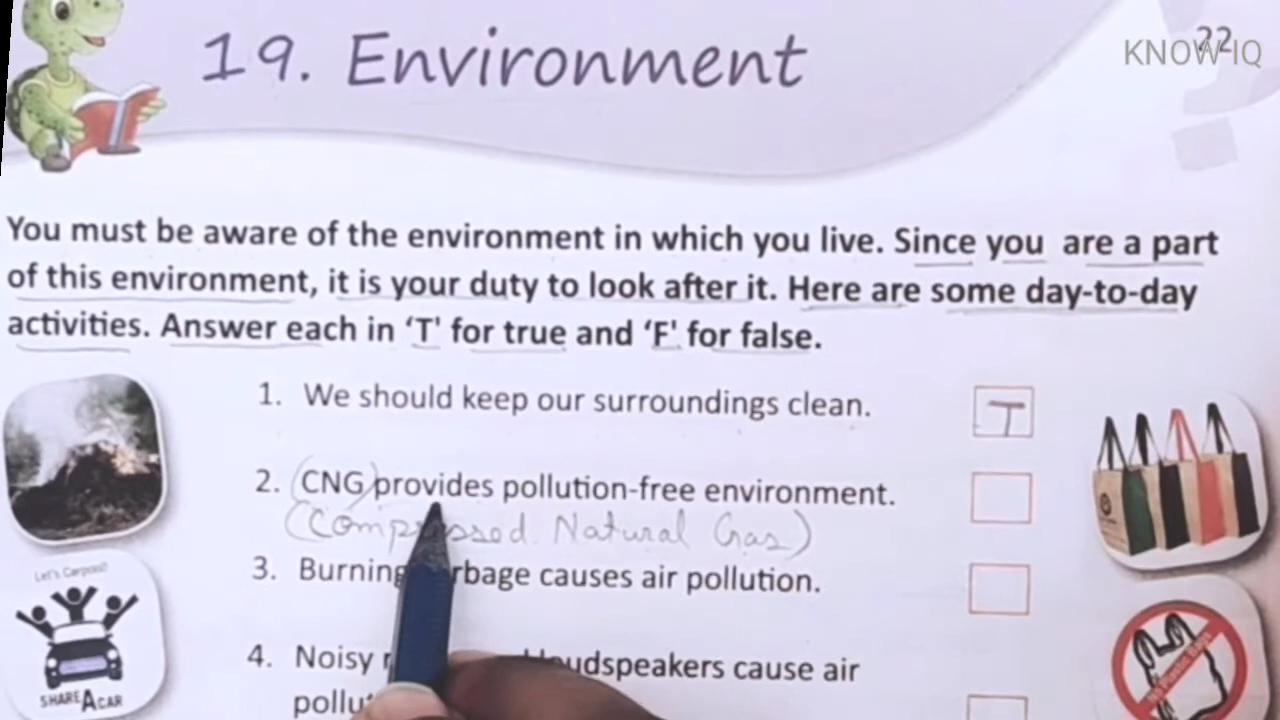 19. Environment
22
KNOW IQ
You must be aware of the environment in which you live. Since you are a part
of this environment, it is your duty to look after it. Here are some day-to-day
activities. Answer each in ‘T' for true and ‘F' for false.
1. We should keep our surroundings clean.
T
2. CNG provides pollution-free environment.
(Compressed Natural Gas)
3. Burning garbage causes air pollution.
Let's Carpool!
SHARE A CAR
4. Noisy loudspeakers cause air